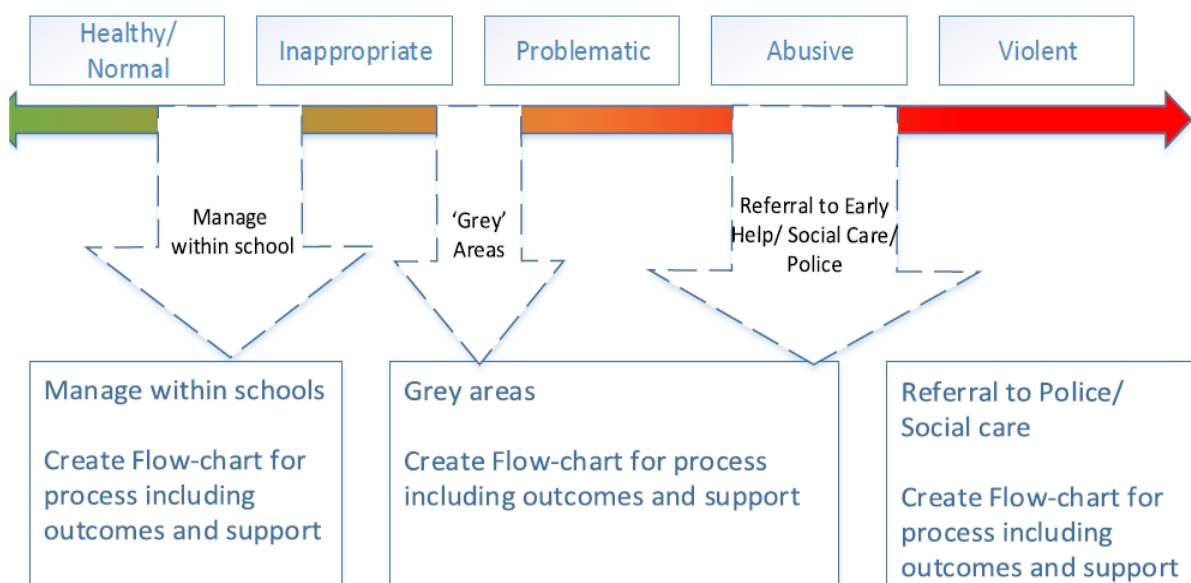 Healthy/
Normal
Inappropriate
Problematic
Abusive
Violent
Manage
within school
‘Grey’
Areas
Referral to Early
Help/ Social Care/
Police
Manage within schools
Create Flow-chart for
process including
outcomes and support
Grey areas
Create Flow-chart for process
including outcomes and support
Referral to Police/
Social care
Create Flow-chart for
process including
outcomes and support